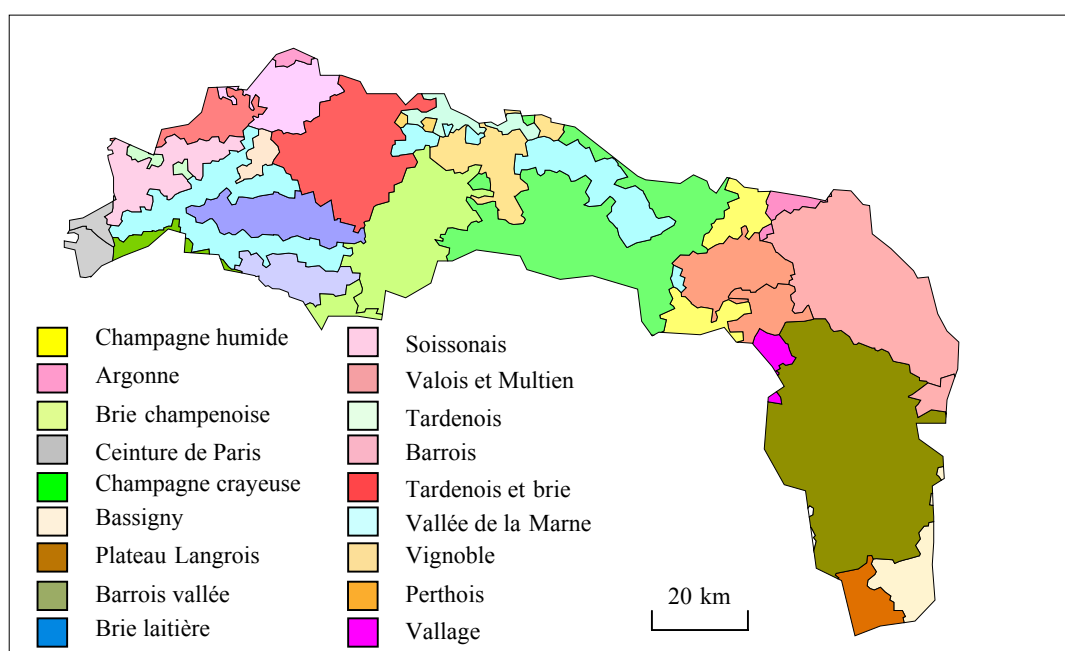 Champagne humide
Argonne
Brie champenoise
Ceinture de Paris
Champagne crayeuse
Bassigny
Plateau Langrois
Barrois vallée
Brie laitière
Soissonais
Valois et Multien
Tardenois
Barrois
Tardenois et brie
Vallée de la Marne
Vignoble
Perthois
Vallage
20 km